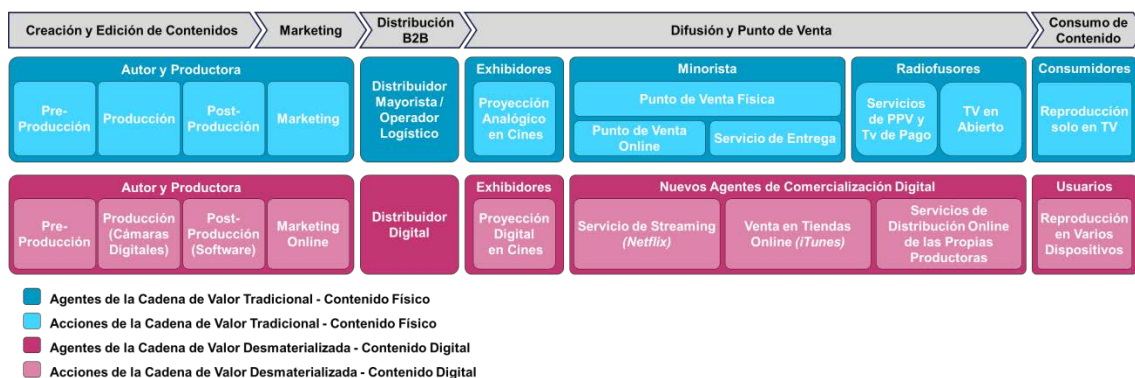 Creación y Edición de Contenidos
Marketing
Distribución
B2B
Difusión y Punto de Venta
Consumo de
Contenido
Autor y Productora
Pre-
Producción
Producción
Post-
Producción
Marketing
Distribuidor
Mayorista /
Operador
Logístico
Exhibidores
Proyección
Analógico
en Cines
Minorista
Punto de Venta Física
Punto de Venta
Online
Servicio de Entrega
Radiofusores
Servicios
de PPV y
Tv de Pago
TV en
Abierto
Consumidores
Reproducción
solo en TV
Autor y Productora
Pre-
Producción
Producción
(Cámaras
Digitales)
Post-
Producción
(Software)
Marketing
Online
Distribuidor
Digital
Exhibidores
Proyección
Digital
en Cines
Nuevos Agentes de Comercialización Digital
Servicio de Streaming
(Netflix)
Venta en Tiendas
Online (iTunes)
Servicios de
Distribución Online
de las Propias
Productoras
Usuarios
Reproducción
en Varios
Dispositivos
Agentes de la Cadena de Valor Tradicional - Contenido Físico
Acciones de la Cadena de Valor Tradicional - Contenido Físico
Agentes de la Cadena de Valor Desmaterializada - Contenido Digital
Acciones de la Cadena de Valor Desmaterializada - Contenido Digital